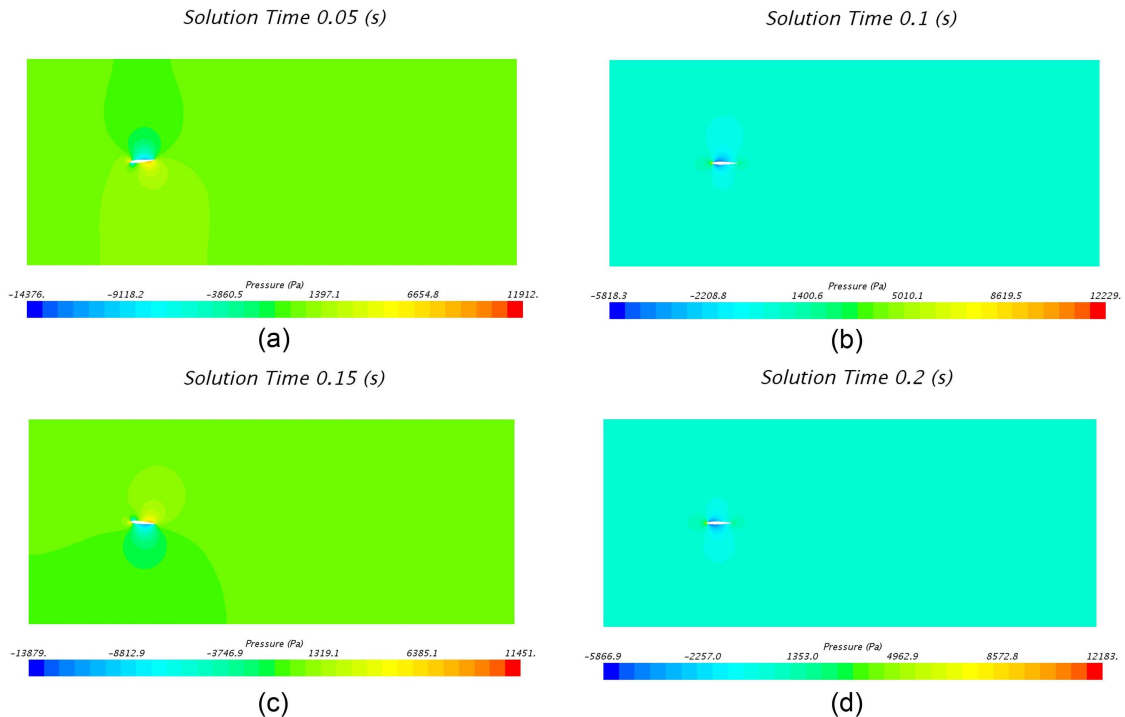 Solution Time 0.05 (s)
Pressure (Pa)
-14376. -9118.2 -3860.5 1397.1 6654.8 11912.
(a)
Solution Time 0.1 (s)
Pressure (Pa)
-5818.3 -2208.8 1400.6 5010.1 8619.5 12229.
(b)
Solution Time 0.15 (s)
Pressure (Pa)
-13879. -8812.9 -3746.9 1319.1 6385.1 11451.
(c)
Solution Time 0.2 (s)
Pressure (Pa)
-5866.9 -2257.0 1353.0 4962.9 8572.8 12183.
(d)